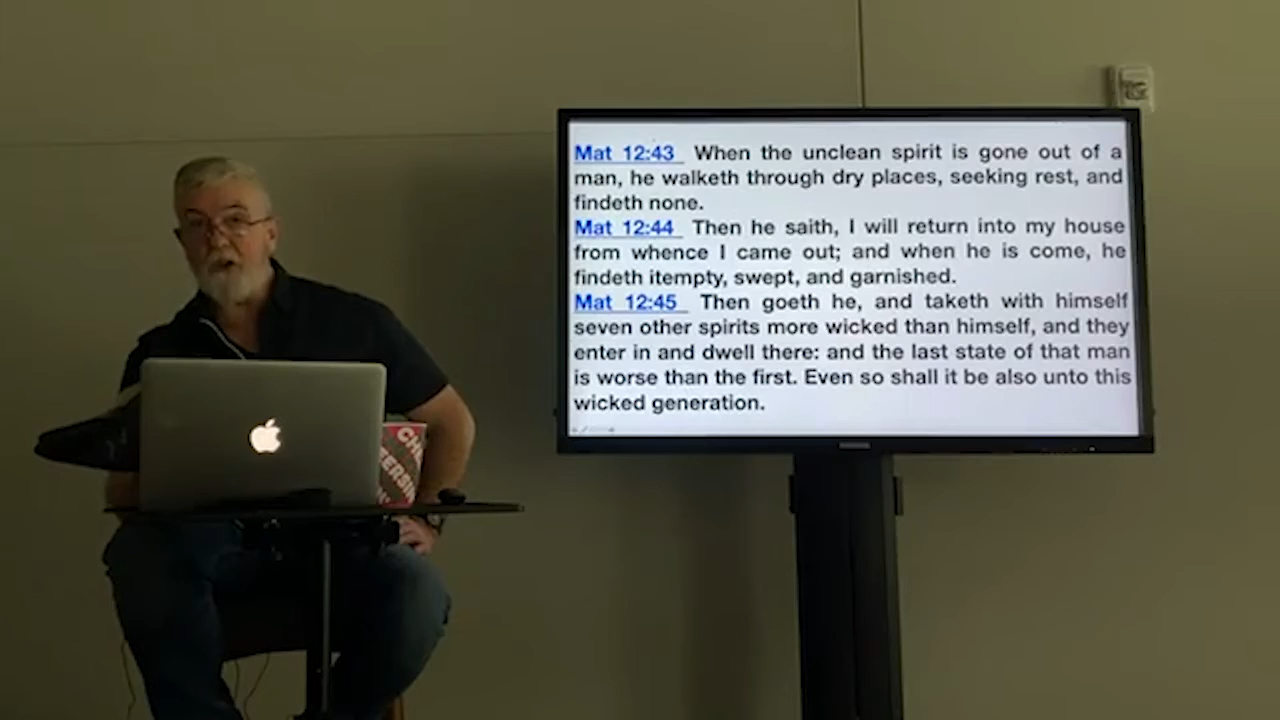 Mat 12:43 When the unclean spirit is gone out of a
man, he walketh through dry places, seeking rest, and
findeth none.
Mat 12:44 Then he saith, I will return into my house
from whence I came out; and when he is come, he
findeth itempty, swept, and garnished.
Mat 12:45 Then goeth he, and taketh with himself
seven other spirits more wicked than himself, and they
enter in and dwell there: and the last state of that man
is worse than the first. Even so shall it be also unto this
wicked generation.